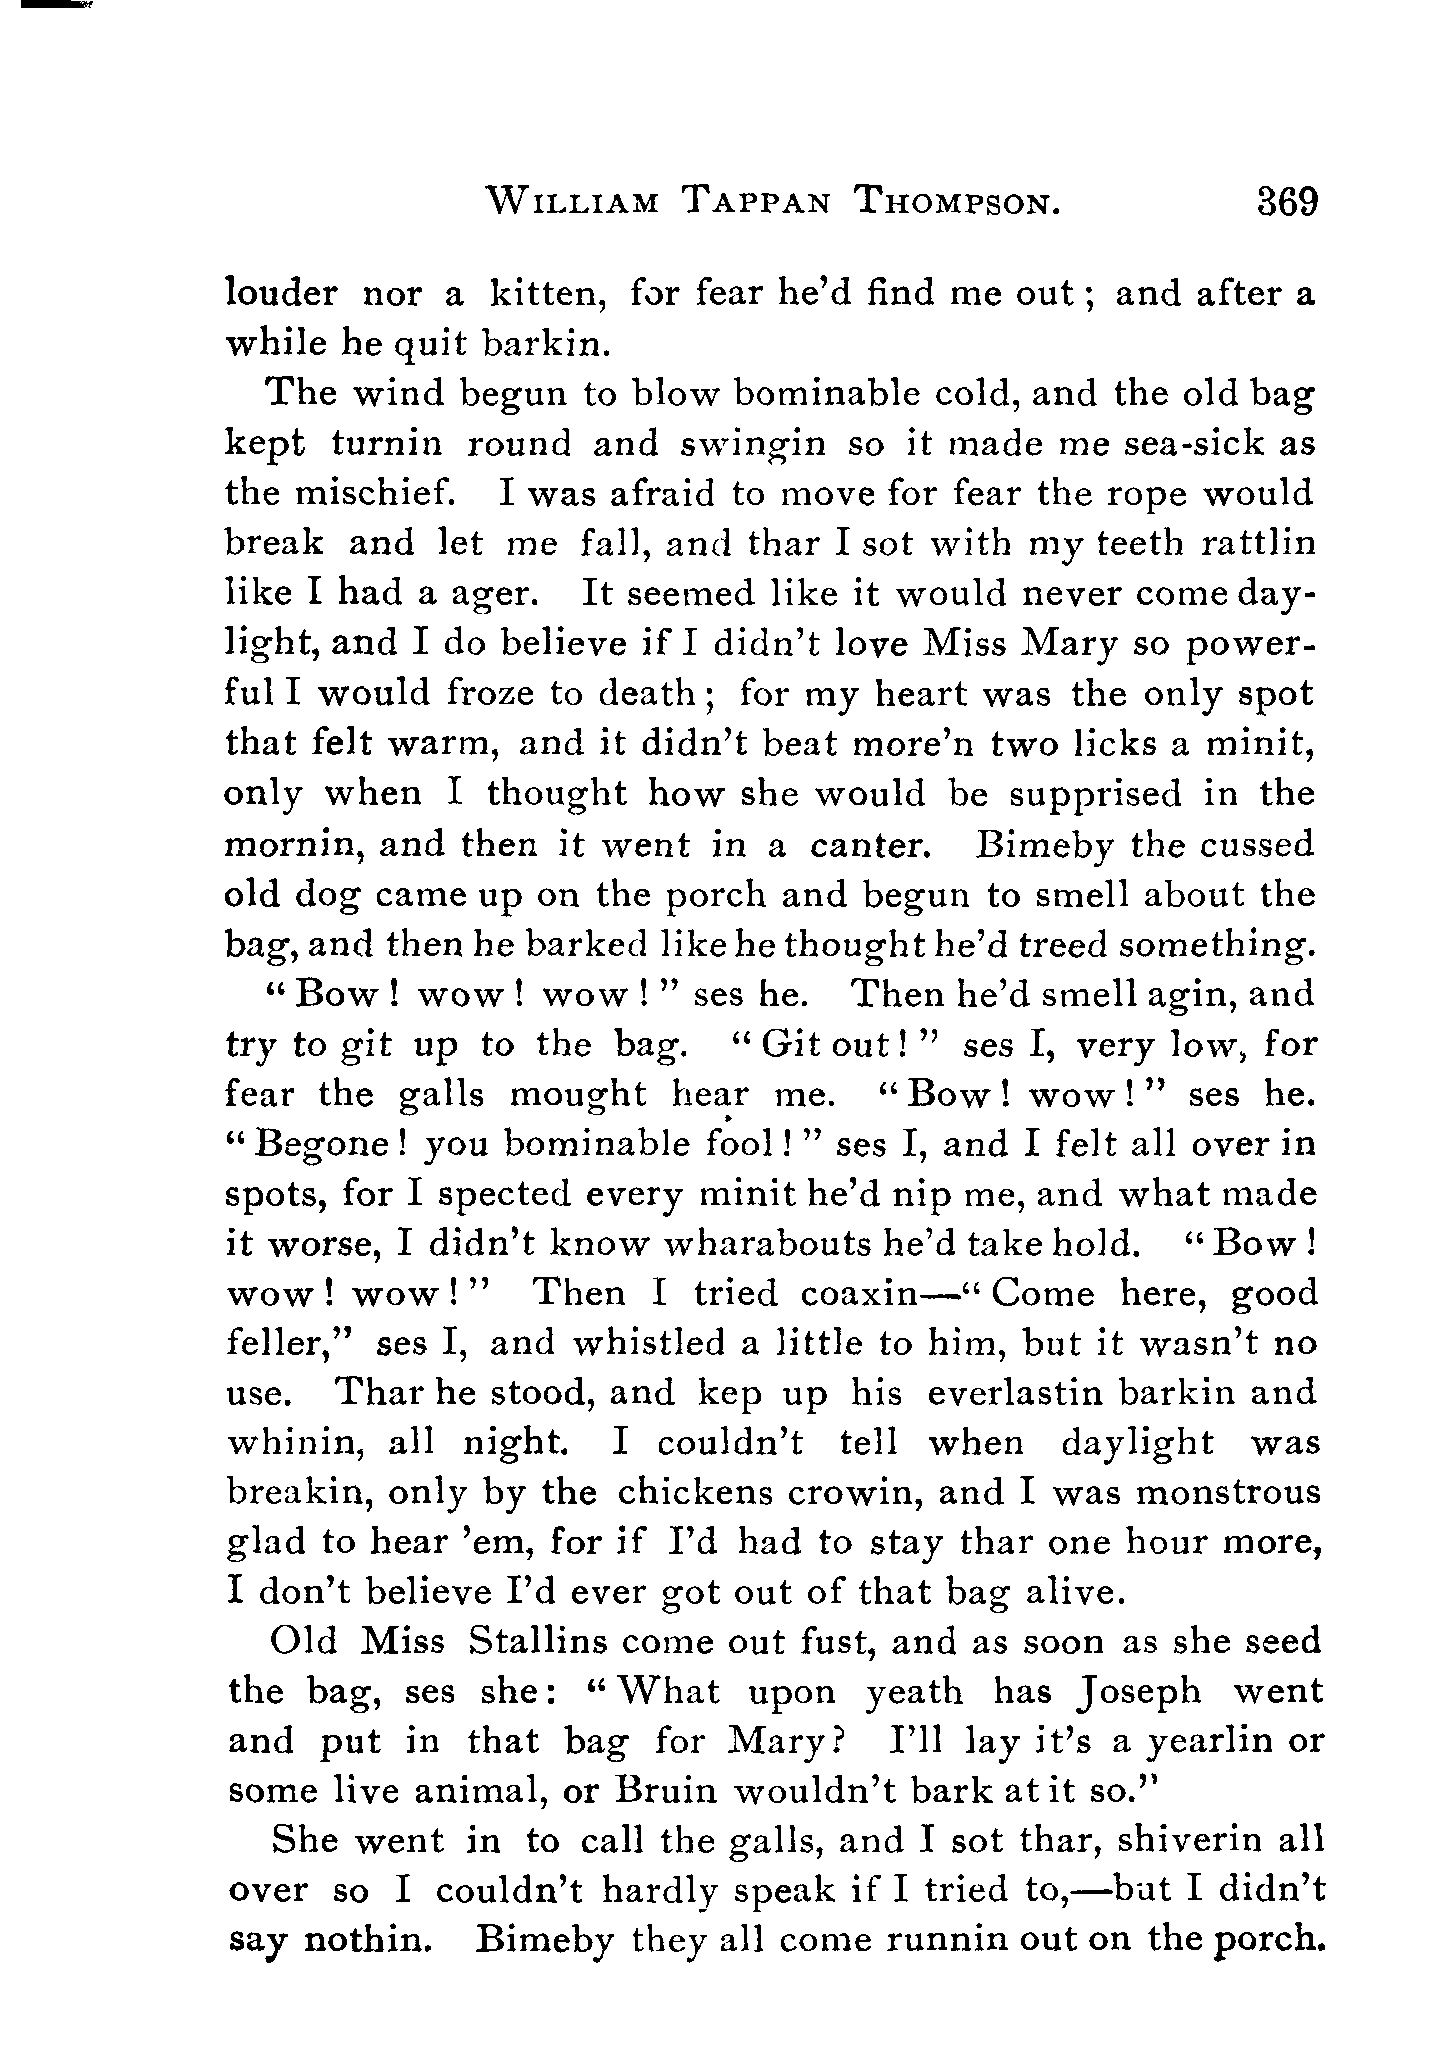 WILLIAM TAPPAN THOMPSON. 369
louder nor a kitten, for fear he'd find me out ; and after a
while he quit barkin.
The wind begun to blow bominable cold, and the old bag
kept turnin round and swingin so it made me sea-sick as
the mischief. I was afraid to move for fear the rope would
break and let me fall, and thar I sot with my teeth rattlin
like I had a ager. It seemed like it would never come day-
light, and I do believe if I didn't love Miss Mary so power-
ful I would froze to death ; for my heart was the only spot
that felt warm, and it didn't beat more'n two licks a minit,
only when I thought how she would be supprised in the
mornin, and then it went in a canter. Bimeby the cussed
old dog came up on the porch and begun to smell about the
bag, and then he barked like he thought he'd treed something.
" Bow ! wow ! wow ! " ses he. Then he'd smell agin, and
try to git up to the bag. " Git out ! " ses I, very low, for
fear the galls mought hear me. " Bow ! wow ! " ses he.
" Begone ! you bominable fool ! " ses I, and I felt all over in
spots, for I spected every minit he'd nip me, and what made
it worse, I didn't know wharabouts he'd take hold. " Bow !
wow ! wow ! " Then I tried coaxin—" Come here, good
feller," ses I, and whistled a little to him, but it wasn't no
use. Thar he stood, and kep up his everlastin barkin and
whinin, all night. I couldn't tell when daylight was
breakin, only by the chickens crowin, and I was monstrous
glad to hear 'em, for if I'd had to stay thar one hour more,
I don't believe I'd ever got out of that bag alive.
Old Miss Stallins come out fust, and as soon as she seed
the bag, ses she : " What upon yeath has Joseph went
and put in that bag for Mary ? I'll lay it's a yearlin or
some live animal, or Bruin wouldn't bark at it so."
She went in to call the galls, and I sot thar, shiverin all
over so I couldn't hardly speak if I tried to,—but I didn't
say nothin. Bimeby they all come runnin out on the porch.